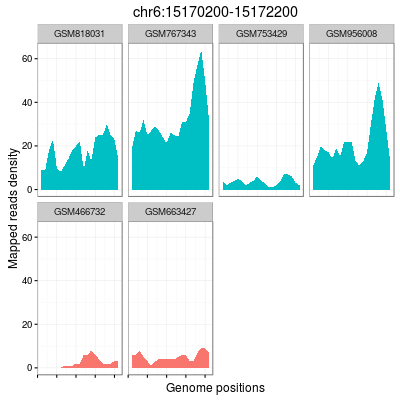 chr6:15170200-15172200
GSM818031 GSM767343 GSM753429 GSM956008
60
40
20
0
GSM466732 GSM663427
60
40
20
0
Mapped reads density
Genome positions